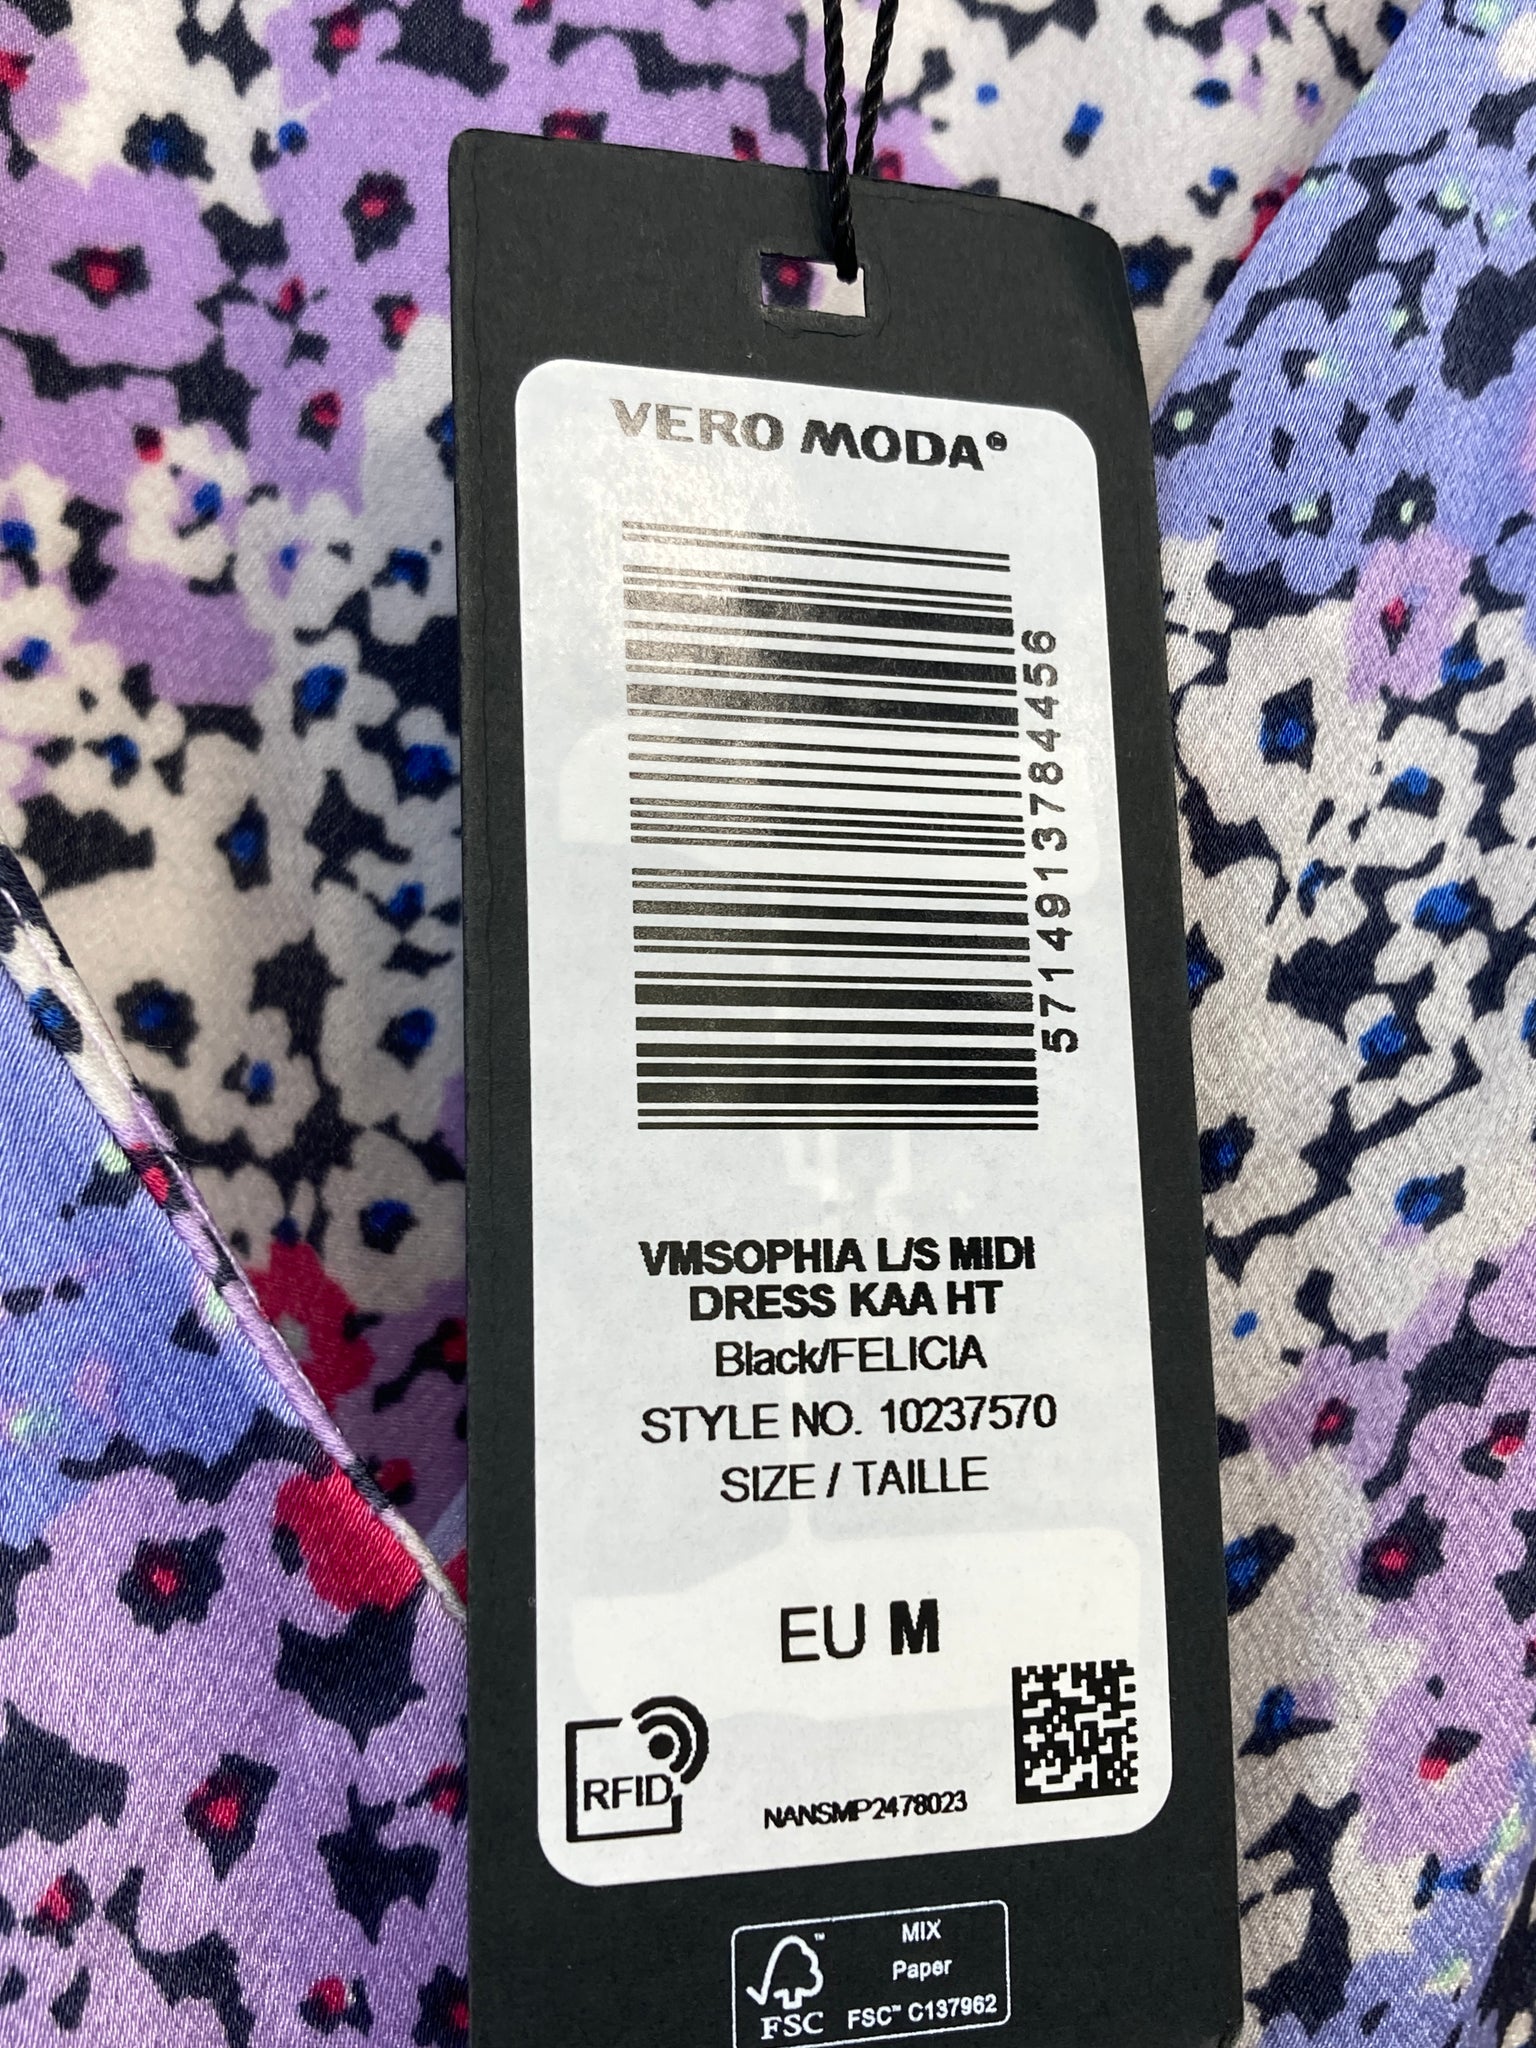 VERO MODA®
5714913784456
VMSOPHIA L/S MIDI
DRESS KAA HT
Black/FELICIA
STYLE NO. 10237570
SIZE / TAILLE
EU M
RFID
NANSMP2478023
FSC
MIX
Paper
FSC™ C137962